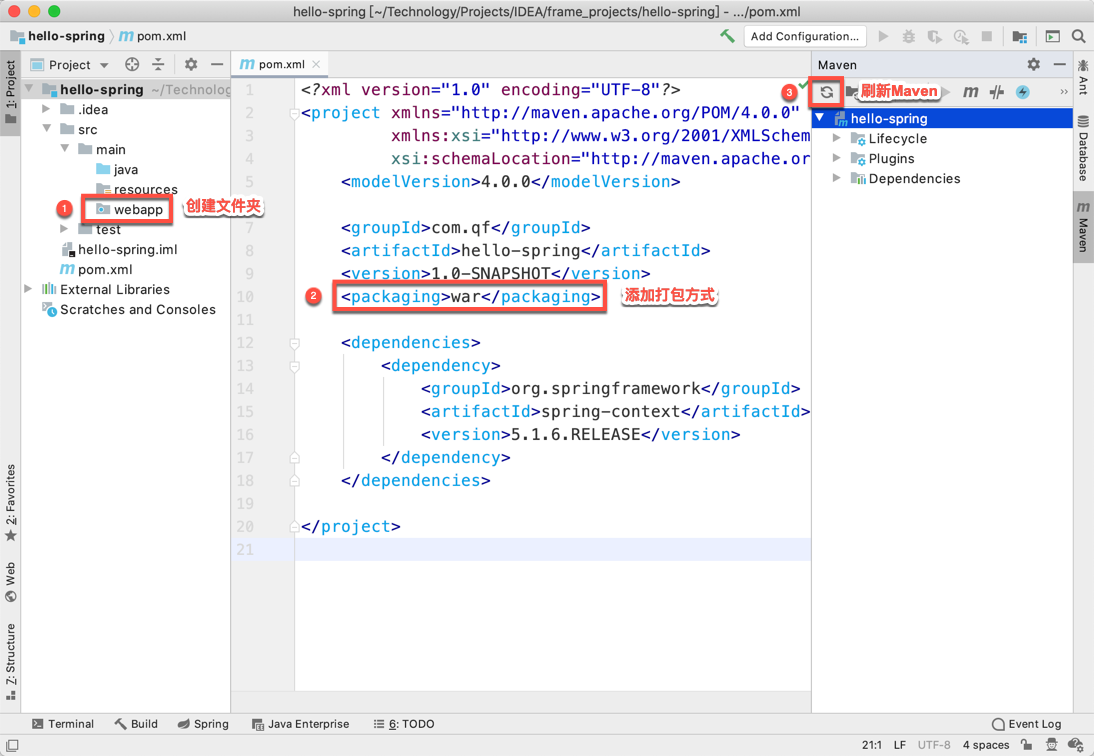 hello-spring [~/Technology/Projects/IDEA/frame_projects/hello-spring] - .../pom.xml
hello-spring
m pom.xml
Add Configuration...
1: Project
Project
hello-spring ~/Technolog
.idea
src
main
java
resources
1
webapp
创建文件夹
test
hello-spring.iml
m pom.xml
External Libraries
Scratches and Consoles
2: Favorites
Web
Z: Structure
m pom.xml
1 <?xml version="1.0" encoding="UTF-8"?>
2 <project xmlns="http://maven.apache.org/POM/4.0.0"
3 xmlns:xsi="http://www.w3.org/2001/XMLSchem
4 xsi:schemaLocation="http://maven.apache.or
5 <modelVersion>4.0.0</modelVersion>
7 <groupId>com.qf</groupId>
8 <artifactId>hello-spring</artifactId>
9 <version>1.0-SNAPSHOT</version>
10 2 <packaging>war</packaging> 添加打包方式
11
12 <dependencies>
13 <dependency>
14 <groupId>org.springframework</groupId>
15 <artifactId>spring-context</artifactId>
16 <version>5.1.6.RELEASE</version>
17 </dependency>
18 </dependencies>
19
20 </project>
21
Maven
3
刷新Maven
m
»
hello-spring
Lifecycle
Plugins
Dependencies
Ant
Database
m Maven
Terminal
Build
Spring
Java Enterprise
6: TODO
Event Log
21:1 LF UTF-8 4 spaces